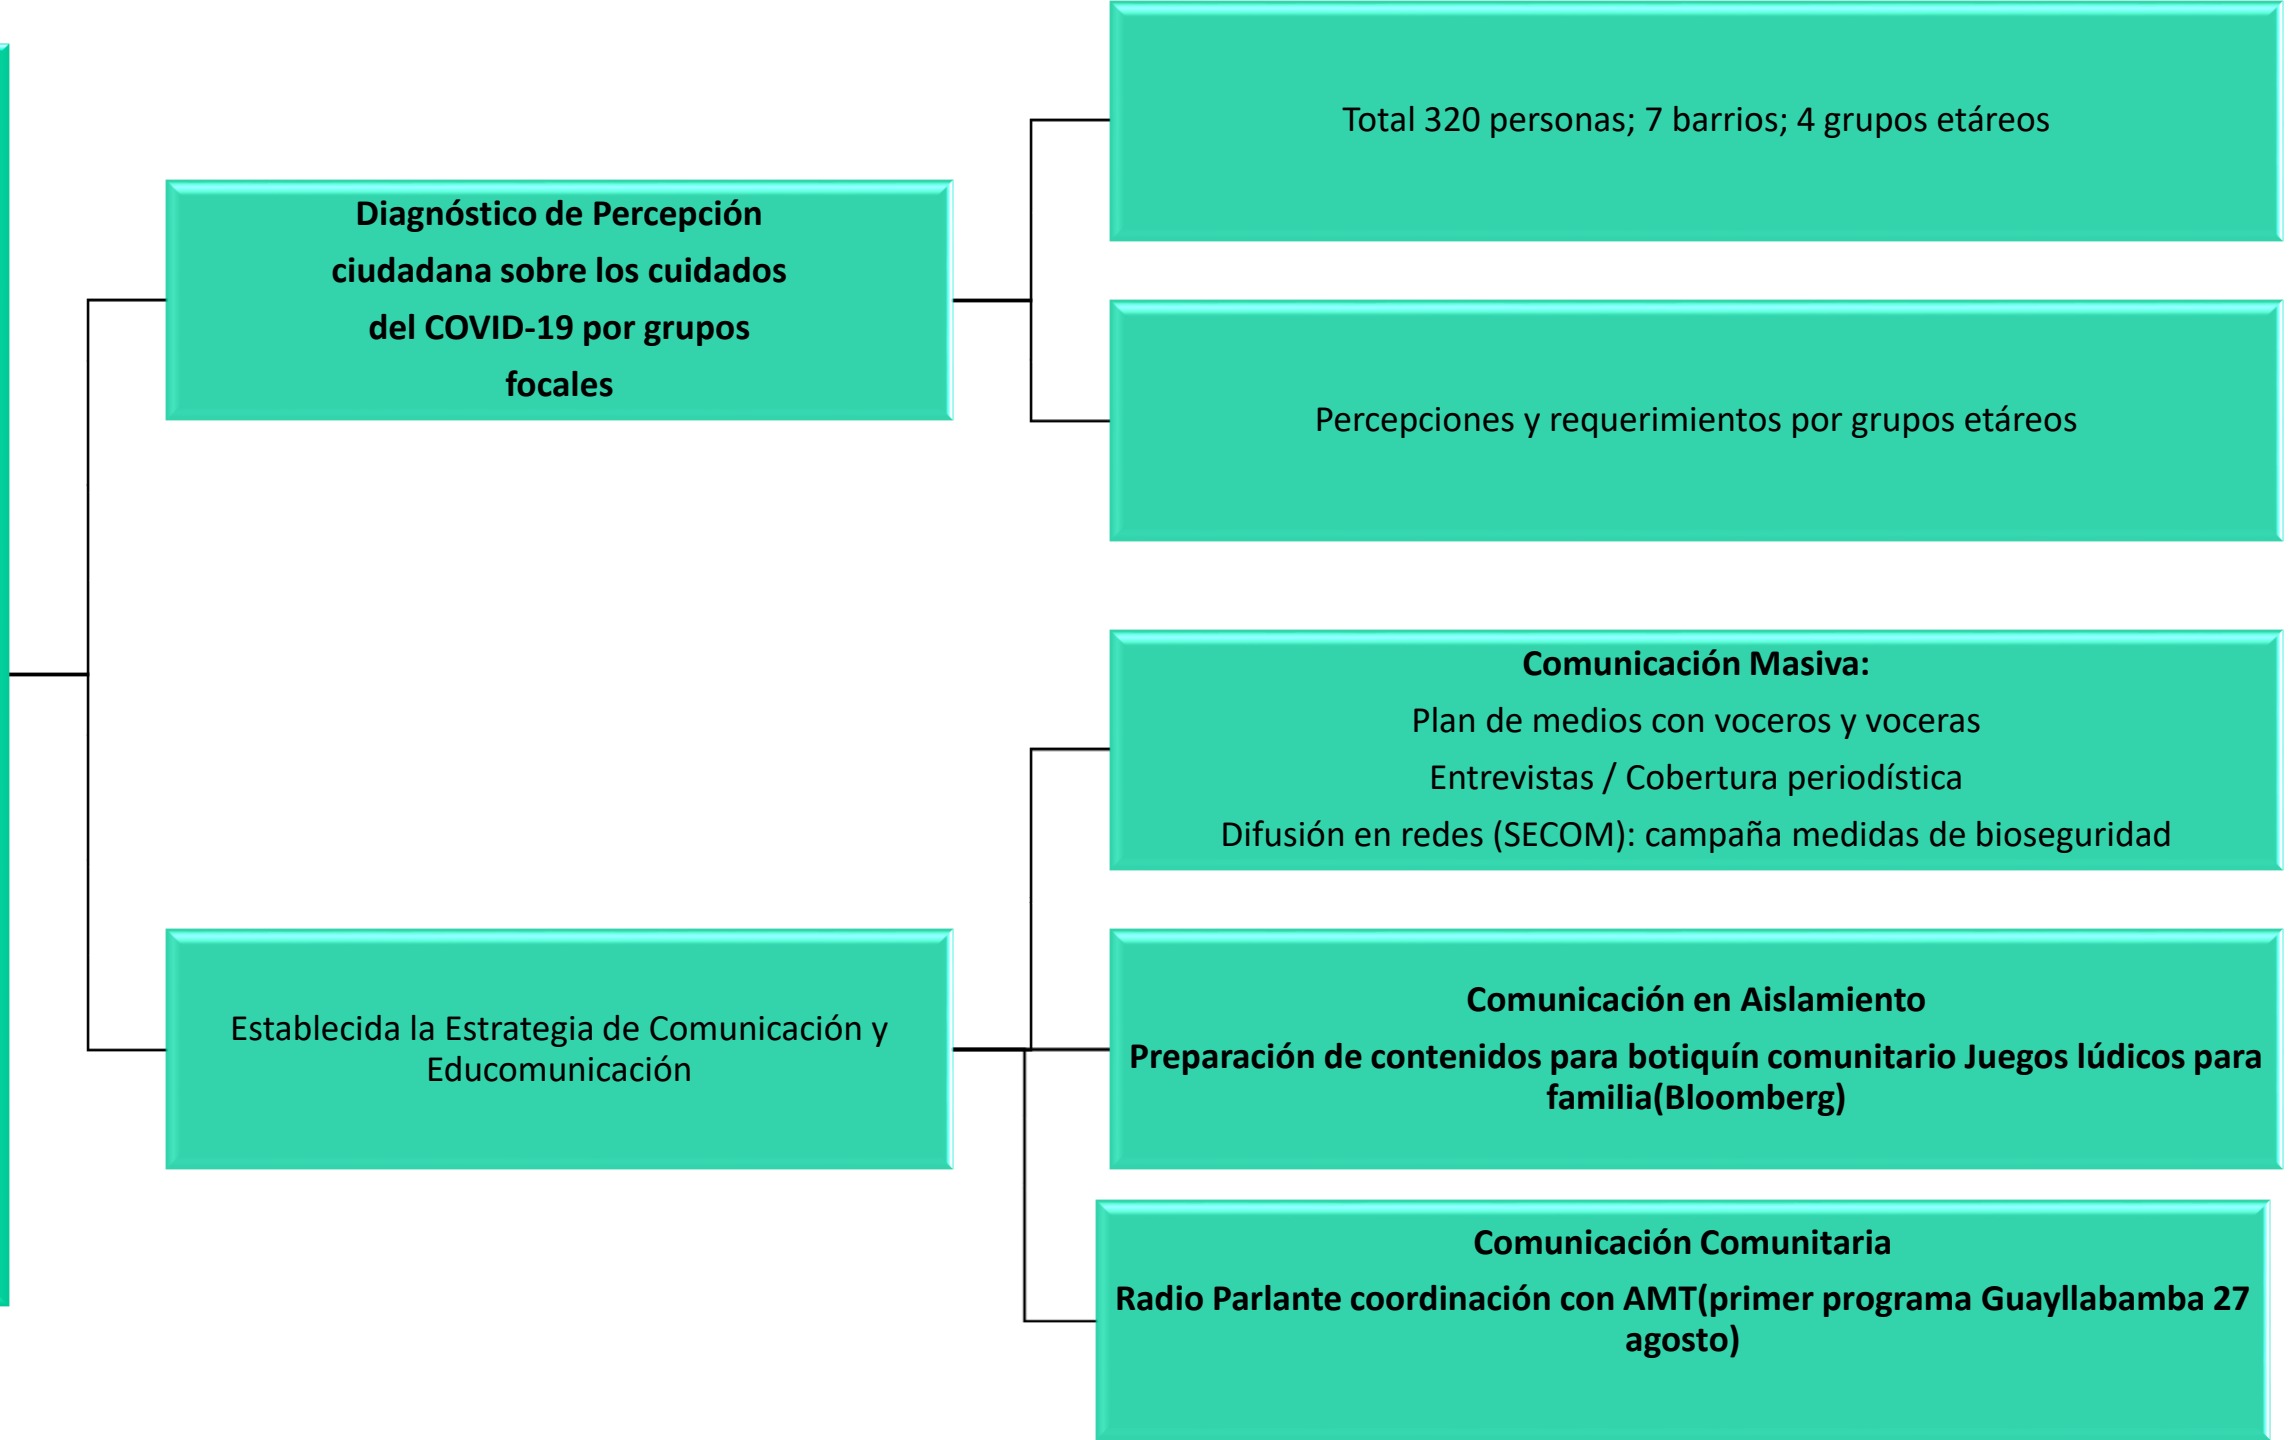 Total 320 personas; 7 barrios; 4 grupos etáreos
Diagnóstico de Percepción
ciudadana sobre los cuidados
del COVID-19 por grupos
focales
Percepciones y requerimientos por grupos etáreos
Comunicación Masiva:
Plan de medios con voceros y voceras
Entrevistas / Cobertura periodística
Difusión en redes (SECOM): campaña medidas de bioseguridad
Establecida la Estrategia de Comunicación y
Educomunicación
Comunicación en Aislamiento
Preparación de contenidos para botiquín comunitario Juegos lúdicos para
familia(Bloomberg)
Comunicación Comunitaria
Radio Parlante coordinación con AMT(primer programa Guayllabamba 27
agosto)